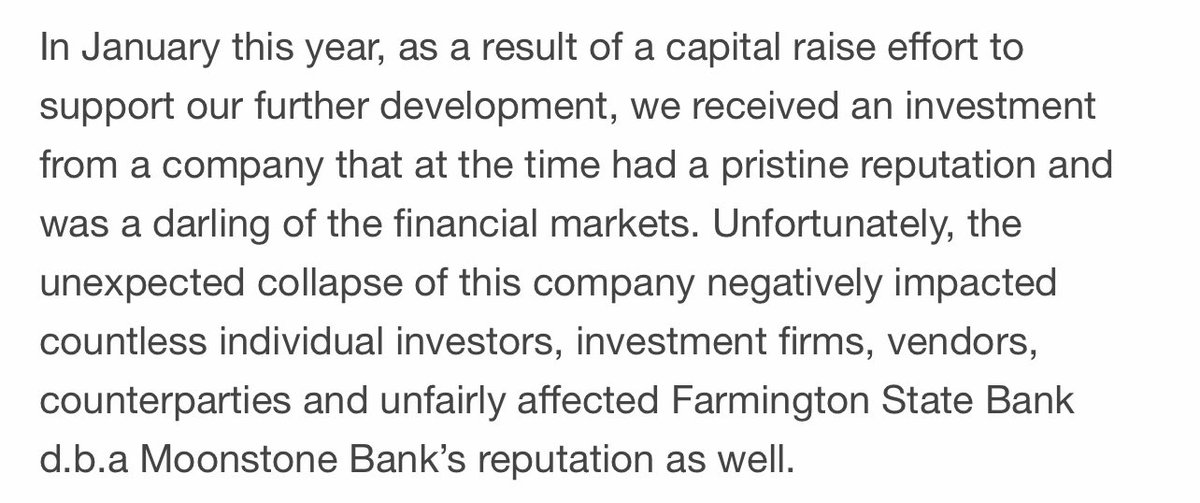 In January this year, as a result of a capital raise effort to
support our further development, we received an investment
from a company that at the time had a pristine reputation and
was a darling of the financial markets. Unfortunately, the
unexpected collapse of this company negatively impacted
countless individual investors, investment firms, vendors,
counterparties and unfairly affected Farmington State Bank
d.b.a Moonstone Bank’s reputation as well.